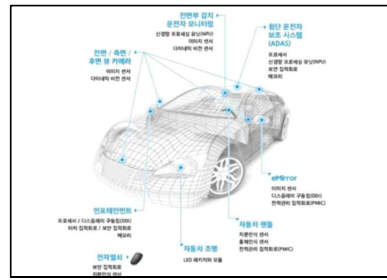 전면부 감지
운전자 모니터링
신경망 프로세싱 유닛(NPU)
이미지 센서
다이내믹 비전 센서
첨단 운전자
보조 시스템
(ADAS)
프로세서
신경망 프로세싱 유닛(NPU)
보안 집적회로
메모리
전면 / 측면 /
후면 뷰 카메라
이미지 센서
다이내믹 비전 센서
eMirror
이미지 센서
디스플레이 구동칩(DDI)
전력관리 집적회로(PMIC)
인포테인먼트
프로세서 / 디스플레이 구동칩(DDI)
터치 집적회로 / 보안 집적회로
메모리
자동차 핸들
지문인식 센서
홍채인식 센서
전력관리 집적회로(PMIC)
자동차 조명
LED 패키지와 모듈
전자열쇠
보안 집적회로
지문인식 센서